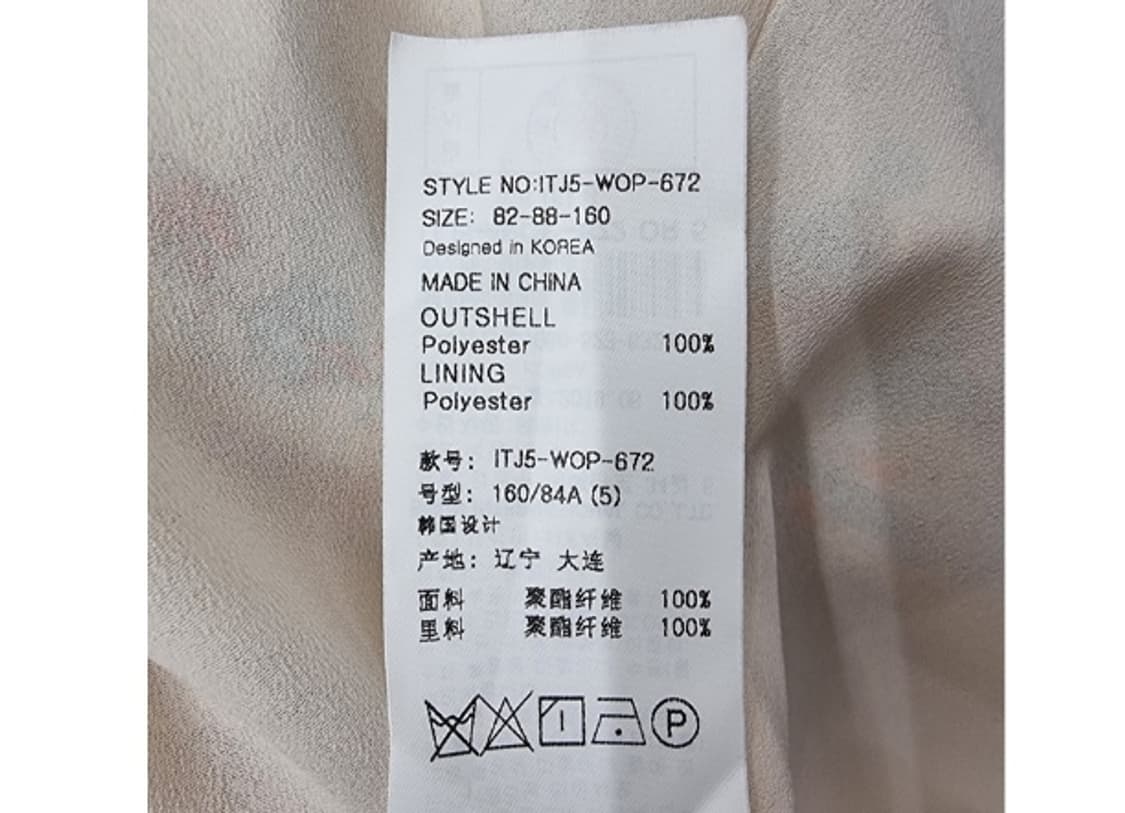 STYLE NO:ITJ5-WOP-672
SIZE: 82-88-160
Designed in KOREA
MADE IN CHINA
OUTSHELL
Polyester 100%
LINING
Polyester 100%
款号: ITJ5-WOP-672
号型: 160/84A (5)
韩国设计
产地: 辽宁 大连
面料 聚酯纤维 100%
里料 聚酯纤维 100%
P